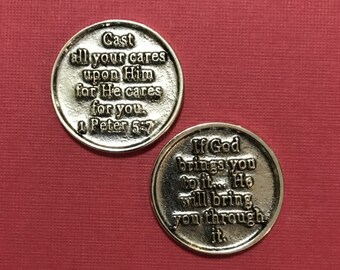 Cast
all your cares
upon Him
for He cares
for you.
1 Peter 5:7
If God
brings you
to it... He
will bring
you through
it.